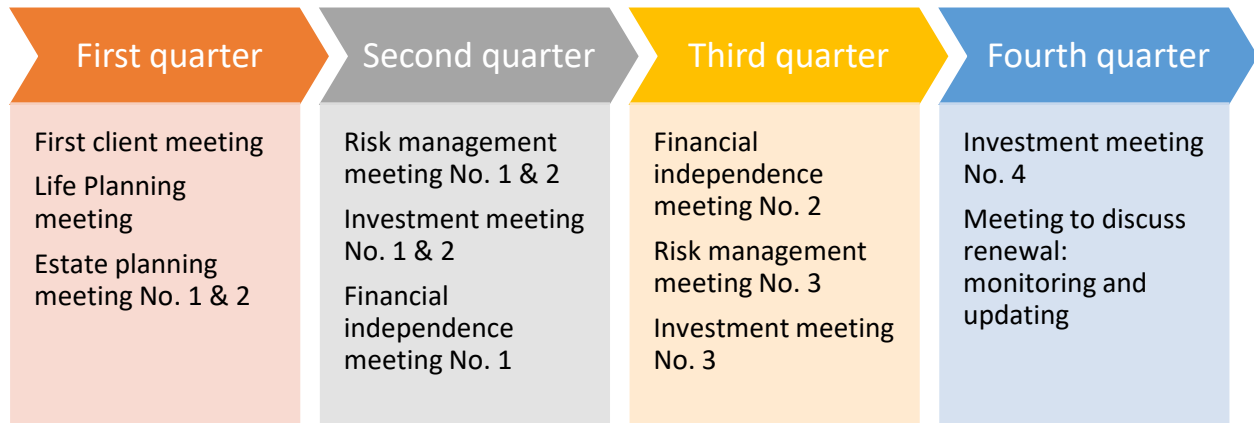 First quarter
First client meeting
Life Planning
meeting
Estate planning
meeting No. 1 & 2
Second quarter
Risk management
meeting No. 1 & 2
Investment meeting
No. 1 & 2
Financial
independence
meeting No. 1
Third quarter
Financial
independence
meeting No. 2
Risk management
meeting No. 3
Investment meeting
No. 3
Fourth quarter
Investment meeting
No. 4
Meeting to discuss
renewal:
monitoring and
updating